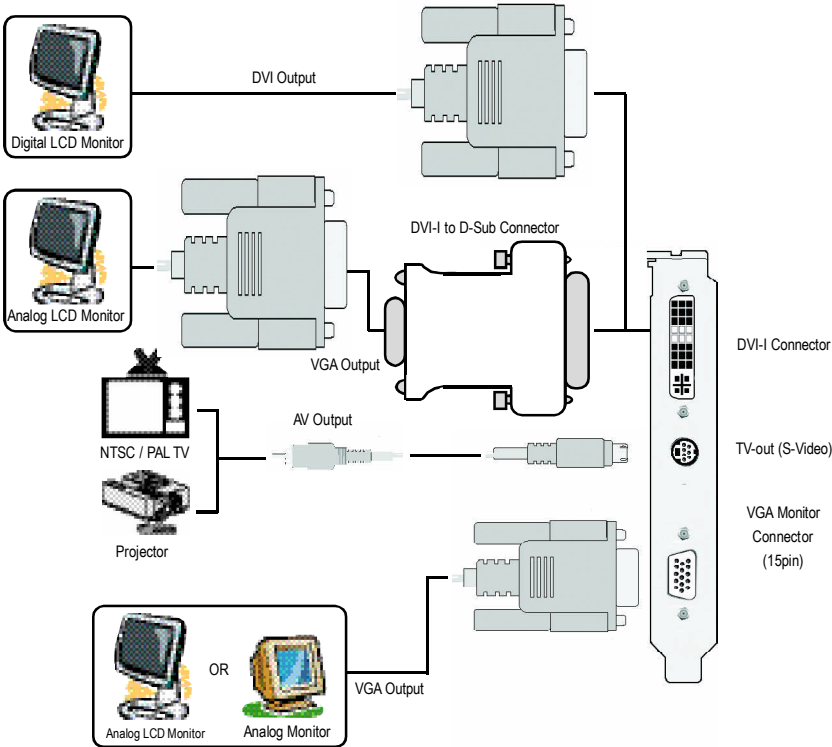 DVI Output
Digital LCD Monitor
DVI-I to D-Sub Connector
Analog LCD Monitor
VGA Output
DVI-I Connector
AV Output
NTSC / PAL TV
TV-out (S-Video)
Projector
VGA Monitor
Connector
(15pin)
OR
VGA Output
Analog LCD Monitor
Analog Monitor